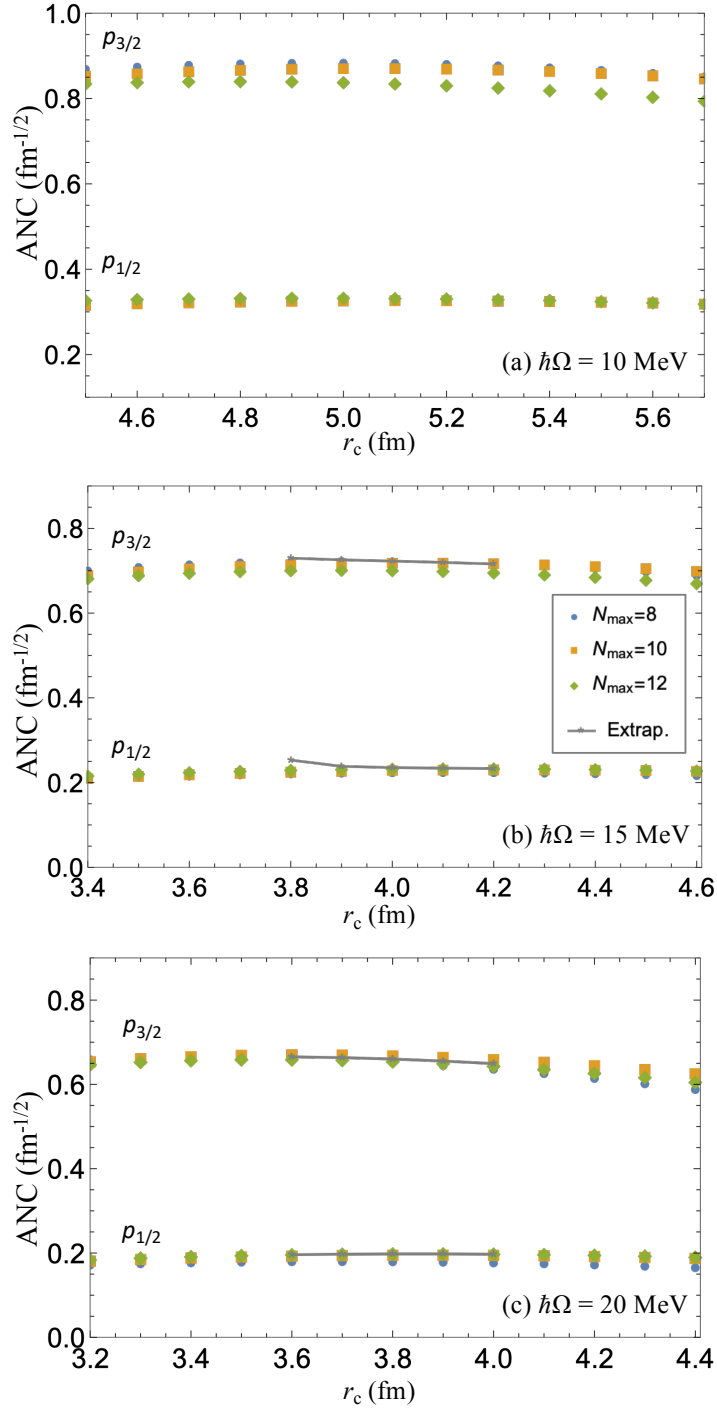 1.0
p3/2
0.8
0.6
ANC (fm-1/2)
0.4
p1/2
0.2
(a) ℏΩ = 10 MeV
4.6 4.8 5.0 5.2 5.4 5.6
rc (fm)
0.8
p3/2
0.6
Nmax=8
Nmax=10
Nmax=12
Extrap.
ANC (fm-1/2)
0.4
p1/2
0.2
(b) ℏΩ = 15 MeV
0.0
3.4 3.6 3.8 4.0 4.2 4.4 4.6
rc (fm)
0.8
p3/2
0.6
ANC (fm-1/2)
0.4
p1/2
0.2
(c) ℏΩ = 20 MeV
0.0
3.2 3.4 3.6 3.8 4.0 4.2 4.4
rc (fm)